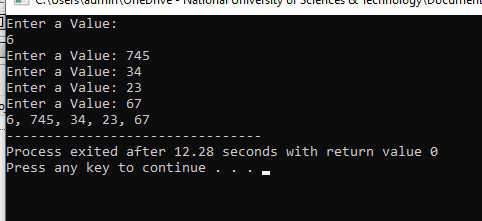 C:\Users\admin\OneDrive - National University of Sciences & Technology\Documen
Enter a Value:
6
Enter a Value: 745
Enter a Value: 34
Enter a Value: 23
Enter a Value: 67
6, 745, 34, 23, 67
--------------------------------
Process exited after 12.28 seconds with return value 0
Press any key to continue . . .